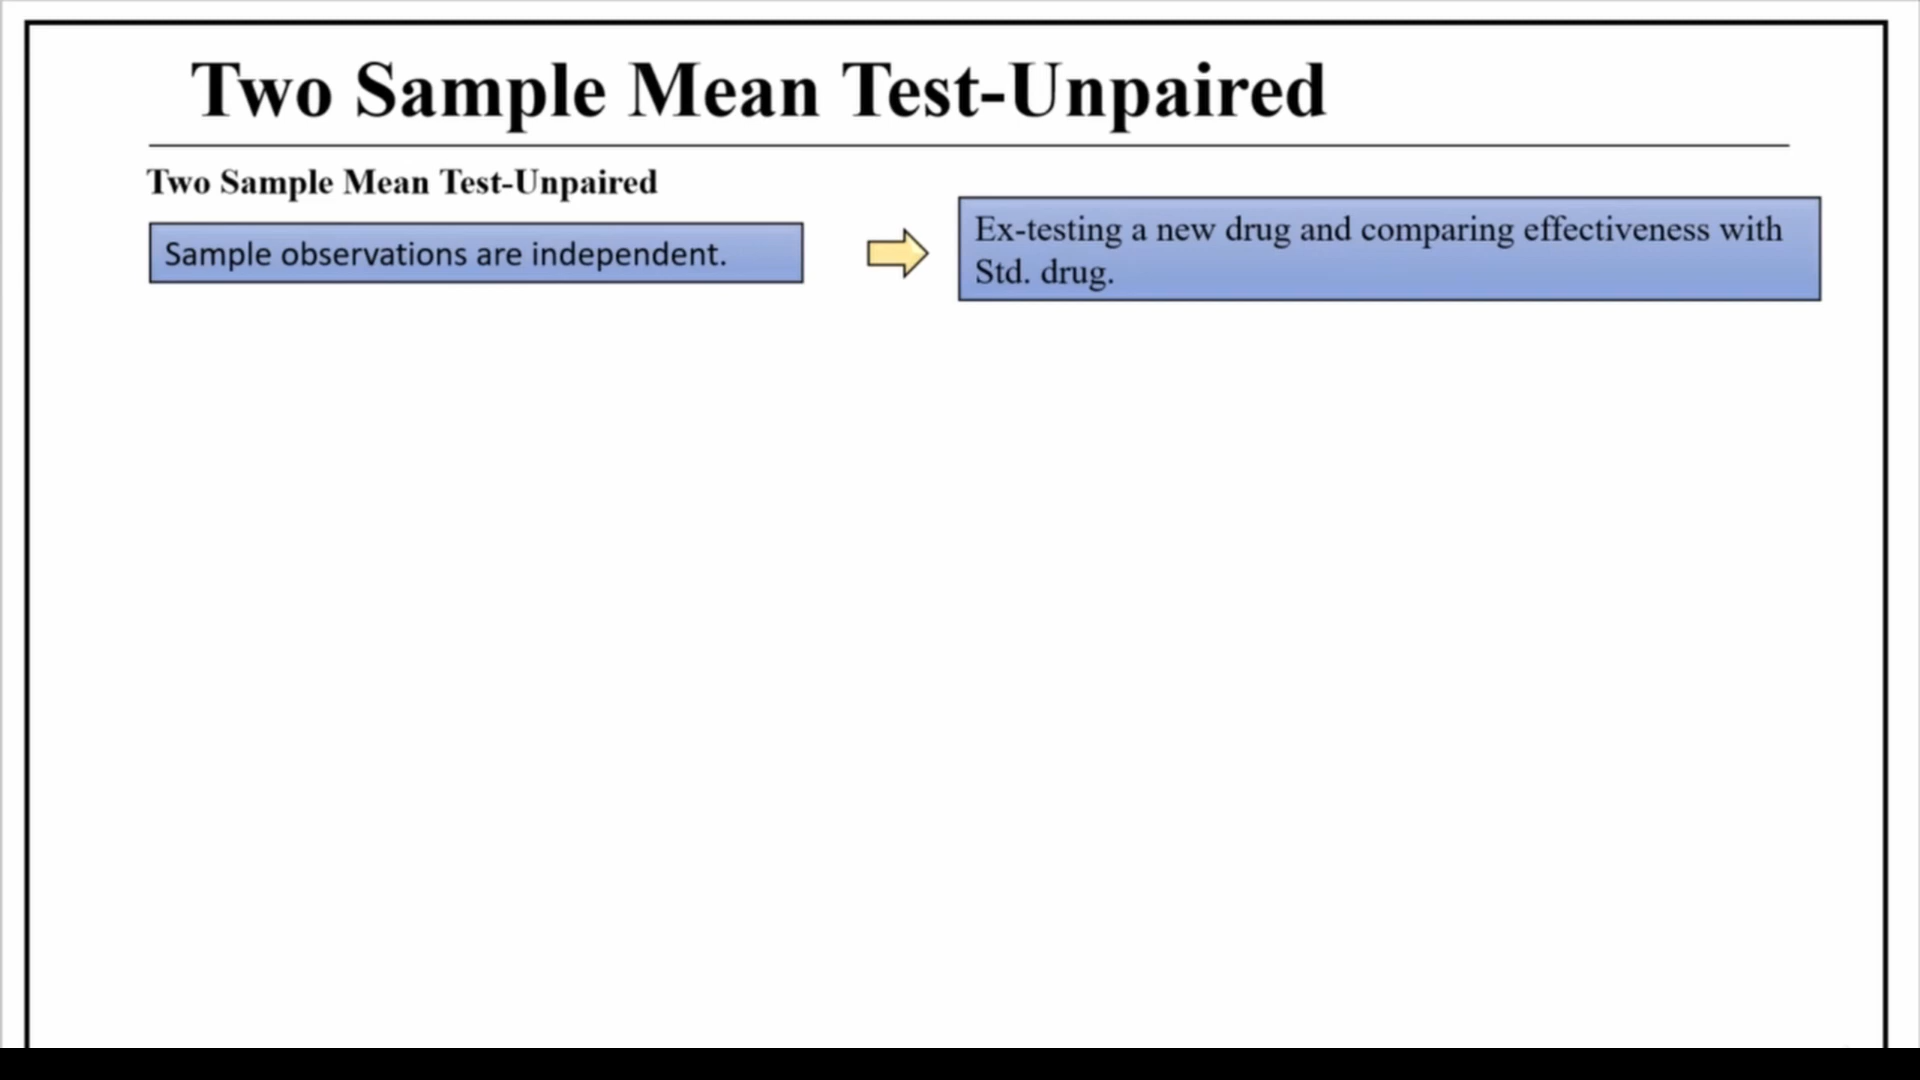 Two Sample Mean Test-Unpaired
Two Sample Mean Test-Unpaired
Sample observations are independent.
Ex-testing a new drug and comparing effectiveness with
Std. drug.